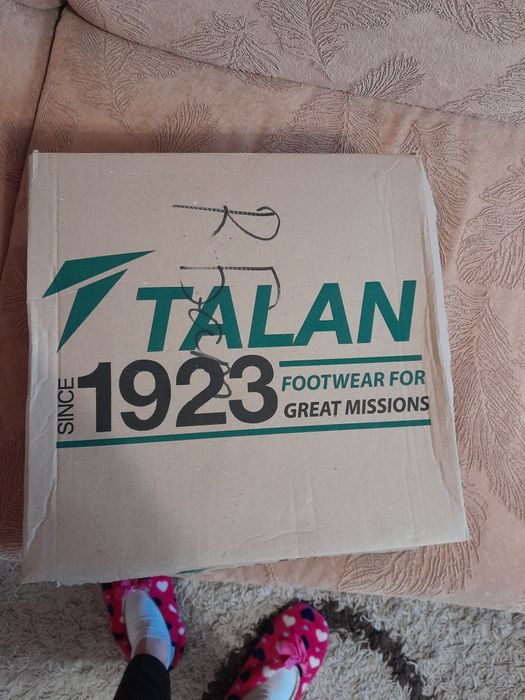 TALAN
SINCE 1923
FOOTWEAR FOR
GREAT MISSIONS